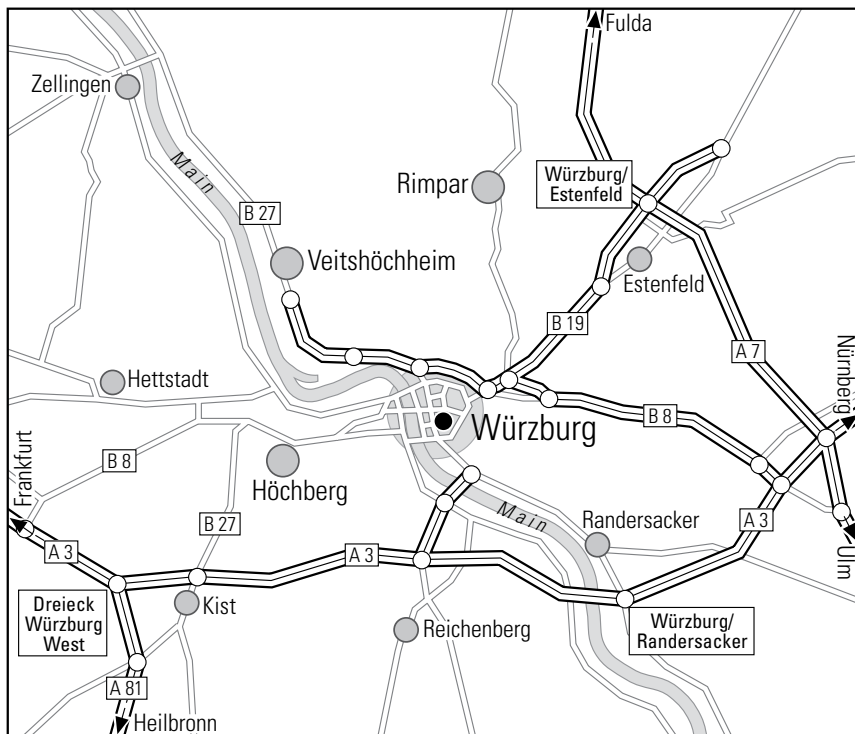 Fulda
Zellingen
Main
Rimpar
Würzburg/
Estenfeld
B 27
Veitshöchheim
Estenfeld
B 19
A 7
Nürnberg
Hettstadt
Würzburg
B 8
B 8
Frankfurt
Höchberg
B 27
Main
Randersacker
A 3
A 3
A 3
Ulm
Dreieck
Würzburg
West
Kist
Reichenberg
Würzburg/
Randersacker
A 81
Heilbronn